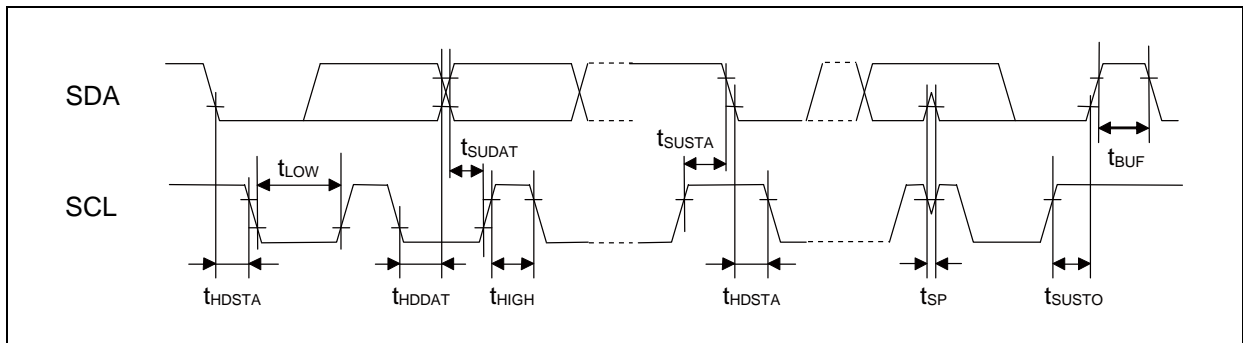 SDA
tSUDAT
tSUSTA
tBUF
tLOW
SCL
tHDSTA
tHDDAT
tHIGH
tHDSTA
tSP
tSUSTO